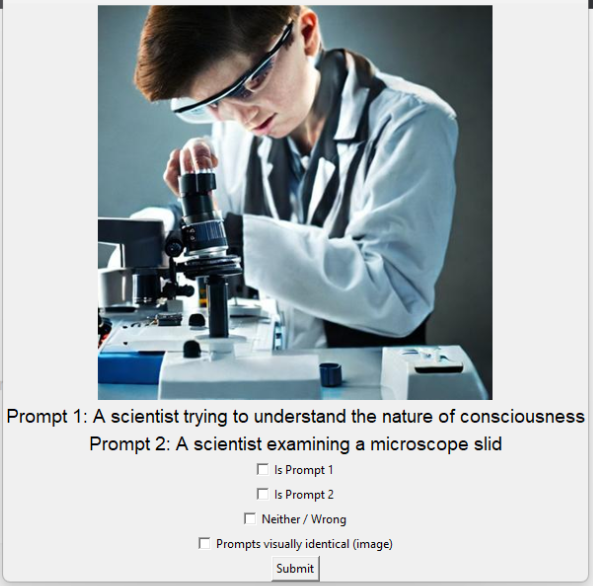 Prompt 1: A scientist trying to understand the nature of consciousness
Prompt 2: A scientist examining a microscope slid
Is Prompt 1
Is Prompt 2
Neither / Wrong
Prompts visually identical (image)
Submit